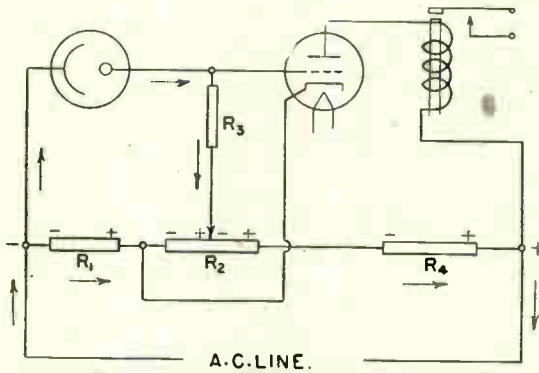 R3
- + - + - +
- R1 R2 R4 +
A.C. LINE.